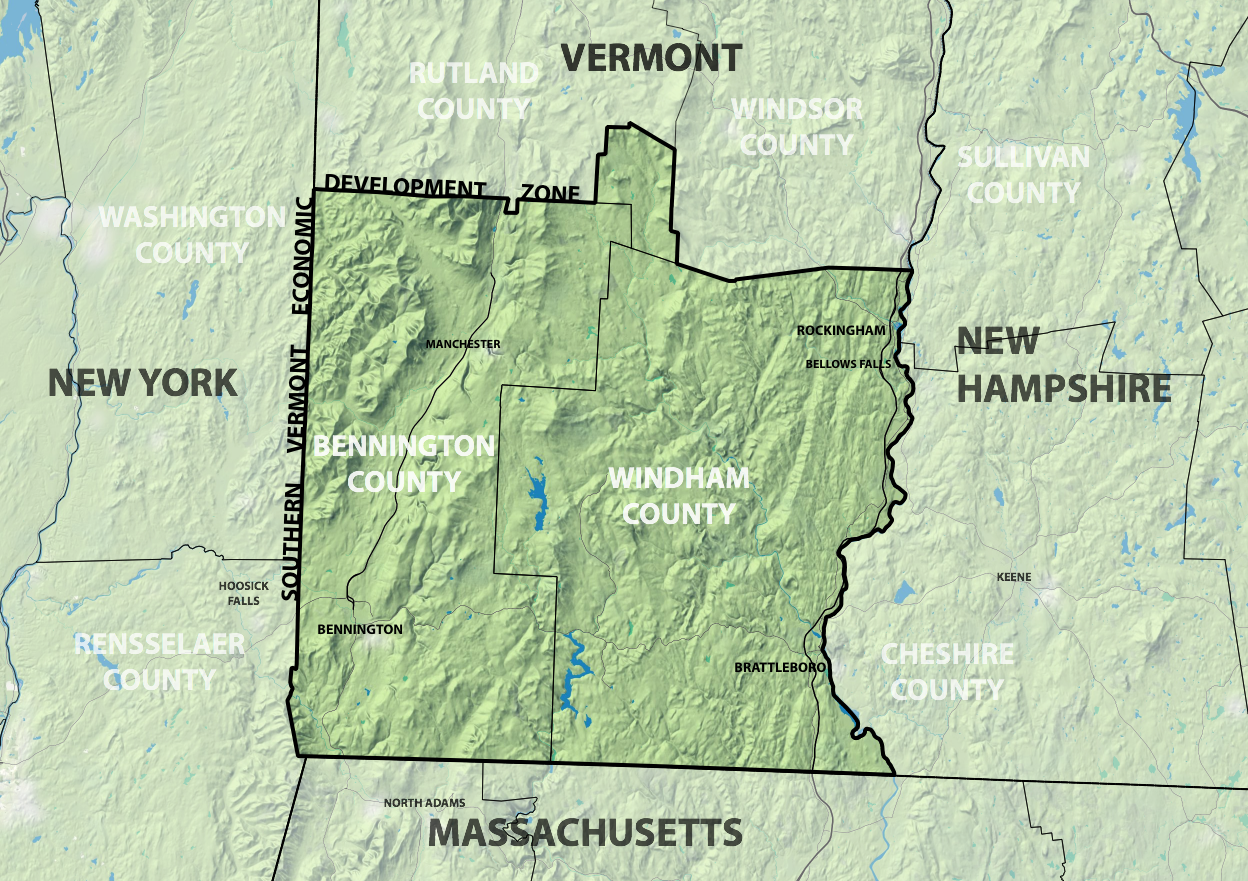 VERMONT
RUTLAND
COUNTY
WINDSOR
COUNTY
SULLIVAN
COUNTY
SOUTHERN VERMONT ECONOMIC DEVELOPMENT ZONE
WASHINGTON
COUNTY
ROCKINGHAM
NEW
HAMPSHIRE
MANCHESTER
BELLOWS FALLS
NEW YORK
BENNINGTON
COUNTY
WINDHAM
COUNTY
HOOSICK
FALLS
KEENE
BENNINGTON
RENSSELAER
COUNTY
BRATTLEBORO
CHESHIRE
COUNTY
NORTH ADAMS
MASSACHUSETTS